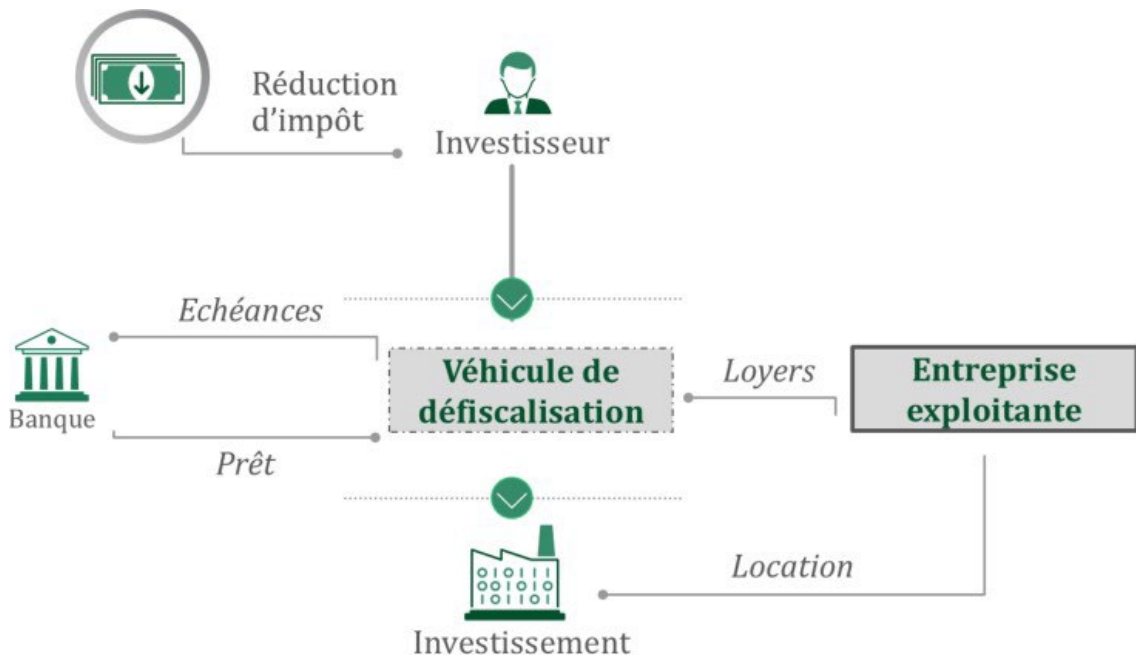 Réduction
d'impôt
Investisseur
Echéances
Banque
Prêt
Véhicule de
défiscalisation
Loyers
Entreprise
exploitante
Location
Investissement